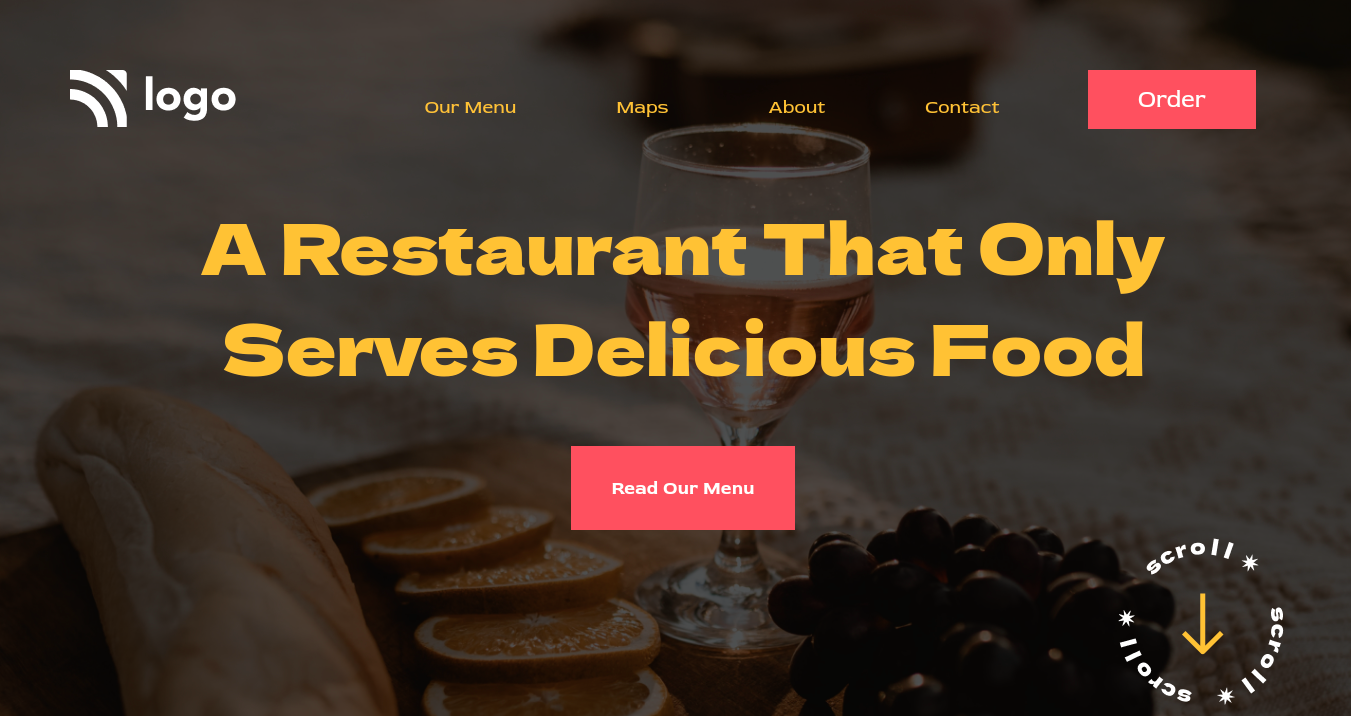 logo
Our Menu
Maps
About
Contact
Order
A Restaurant That Only
Serves Delicious Food
Read Our Menu
scroll
scroll
scroll